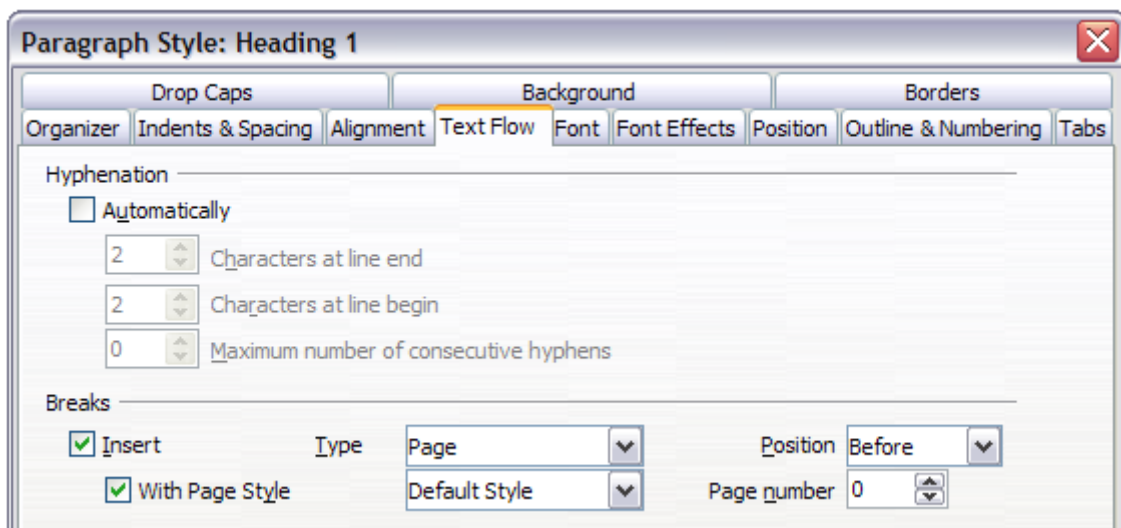 Paragraph Style: Heading 1
Drop Caps Background Borders
Organizer Indents & Spacing Alignment Text Flow Font Font Effects Position Outline & Numbering Tabs
Hyphenation
Automatically
2 Characters at line end
2 Characters at line begin
0 Maximum number of consecutive hyphens
Breaks
Insert Type Page Position Before
With Page Style Default Style Page number 0